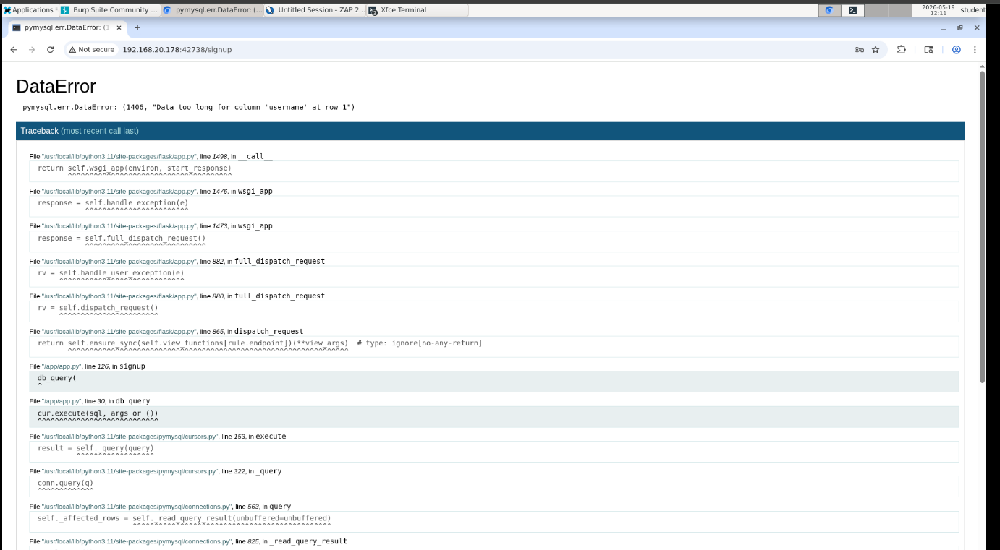 Applications
Burp Suite Community ...
pymysql.err.DataError: (...
Untitled Session - ZAP 2...
Xfce Terminal
2026-05-19
12:11
student
pymysql.err.DataError: (1
Not secure
192.168.20.178:42738/signup
DataError
pymysql.err.DataError: (1406, "Data too long for column 'username' at row 1")
Traceback (most recent call last)
File "/usr/local/lib/python3.11/site-packages/flask/app.py", line 1498, in __call__
return self.wsgi_app(environ, start_response)
^^^^^^^^^^^^^^^^^^^^^^^^^^^^^^^^^^^^^^
File "/usr/local/lib/python3.11/site-packages/flask/app.py", line 1476, in wsgi_app
response = self.handle_exception(e)
^^^^^^^^^^^^^^^^^^^^^^^^
File "/usr/local/lib/python3.11/site-packages/flask/app.py", line 1473, in wsgi_app
response = self.full_dispatch_request()
^^^^^^^^^^^^^^^^^^^^^^^^^^^^
File "/usr/local/lib/python3.11/site-packages/flask/app.py", line 882, in full_dispatch_request
rv = self.handle_user_exception(e)
^^^^^^^^^^^^^^^^^^^^^^^^^^^^^
File "/usr/local/lib/python3.11/site-packages/flask/app.py", line 880, in full_dispatch_request
rv = self.dispatch_request()
^^^^^^^^^^^^^^^^^^^^^^^
File "/usr/local/lib/python3.11/site-packages/flask/app.py", line 865, in dispatch_request
return self.ensure_sync(self.view_functions[rule.endpoint])(**view_args)  # type: ignore[no-any-return]
^^^^^^^^^^^^^^^^^^^^^^^^^^^^^^^^^^^^^^^^^^^^^^^^^^^^^^^^^^^^^^^^^
File "/app/app.py", line 126, in signup
db_query(
^
File "/app/app.py", line 30, in db_query
cur.execute(sql, args or ())
^^^^^^^^^^^^^^^^^^^^^^^^^^^^
File "/usr/local/lib/python3.11/site-packages/pymysql/cursors.py", line 153, in execute
result = self._query(query)
^^^^^^^^^^^^^^^^^^
File "/usr/local/lib/python3.11/site-packages/pymysql/cursors.py", line 322, in _query
conn.query(q)
^^^^^^^^^^^^^
File "/usr/local/lib/python3.11/site-packages/pymysql/connections.py", line 563, in query
self._affected_rows = self._read_query_result(unbuffered=unbuffered)
^^^^^^^^^^^^^^^^^^^^^^^^^^^^^^^^^^^^^^^^^^^^^^
File "/usr/local/lib/python3.11/site-packages/pymysql/connections.py", line 825, in _read_query_result